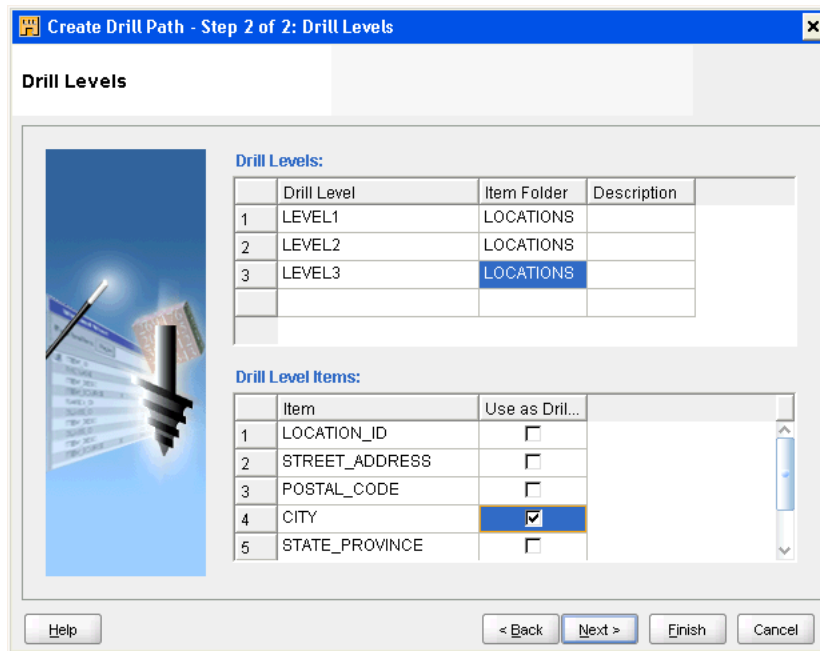 Create Drill Path - Step 2 of 2: Drill Levels
Drill Levels
Drill Levels:
Drill Level Item Folder Description
1 LEVEL1 LOCATIONS
2 LEVEL2 LOCATIONS
3 LEVEL3 LOCATIONS
Drill Level Items:
Item Use as Dril...
1 LOCATION_ID
2 STREET_ADDRESS
3 POSTAL_CODE
4 CITY
5 STATE_PROVINCE
Help < Back Next > Finish Cancel